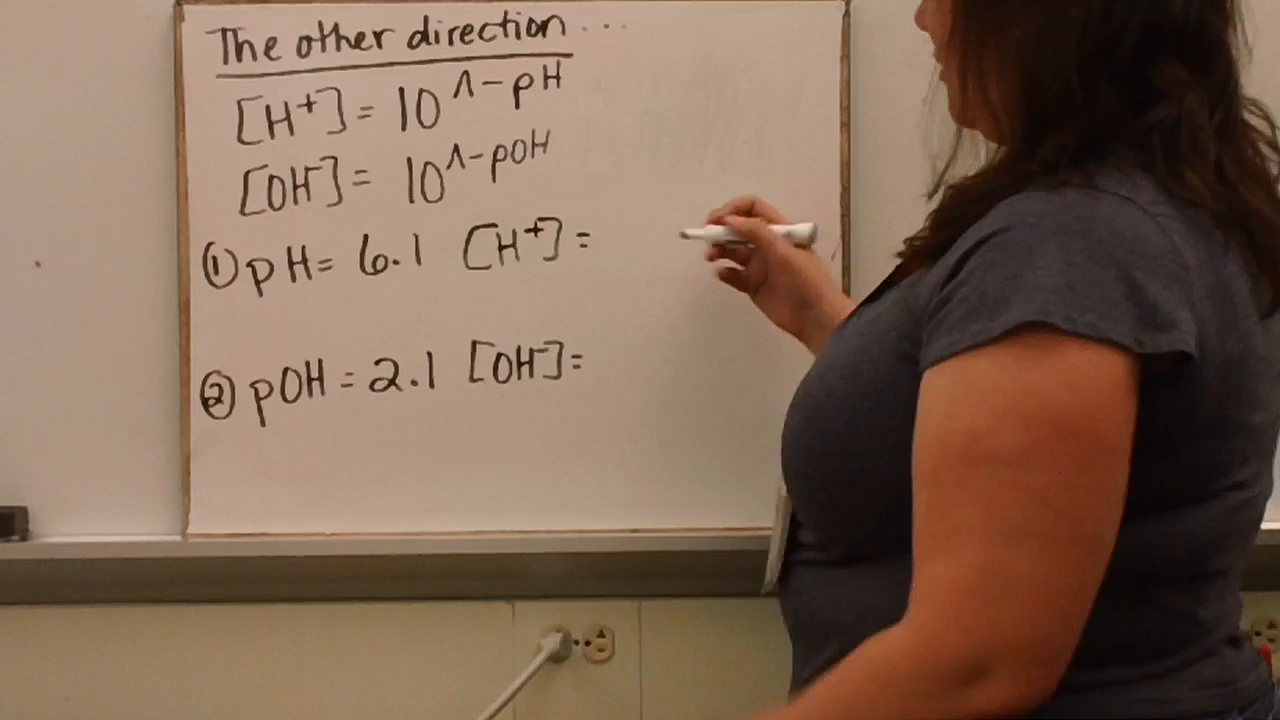 The other direction...
[H+] = 10^-pH
[OH-] = 10^-pOH
① pH = 6.1 [H+] =
② pOH = 2.1 [OH-] =